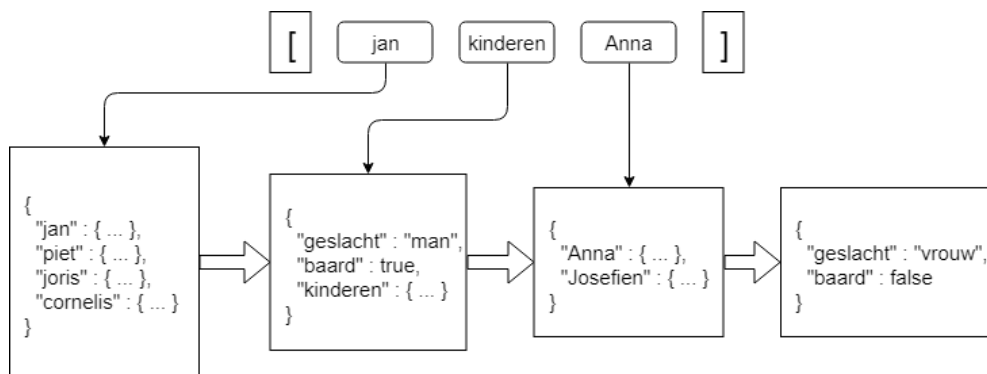 [ jan kinderen Anna ]
{
"jan" : { ... },
"piet" : { ... },
"joris" : { ... },
"cornelis" : { ... }
}
{
"geslacht" : "man",
"baard" : true,
"kinderen" : { ... }
}
{
"Anna" : { ... },
"Josefien" : { ... }
}
{
"geslacht" : "vrouw",
"baard" : false
}